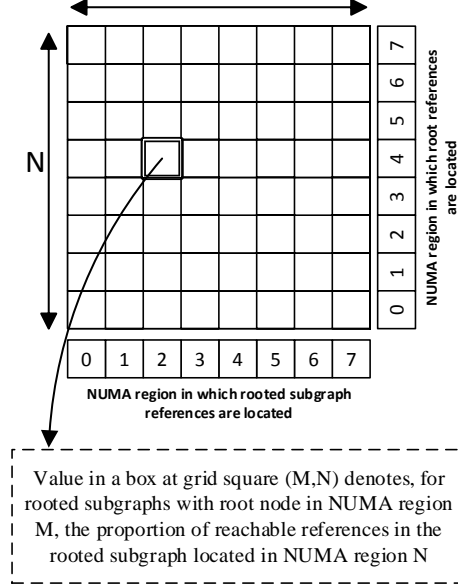 7
6
5
4
3
2
1
0
NUMA region in which root references
are located
N
0 1 2 3 4 5 6 7
NUMA region in which rooted subgraph
references are located
Value in a box at grid square (M,N) denotes, for
rooted subgraphs with root node in NUMA region
M, the proportion of reachable references in the
rooted subgraph located in NUMA region N